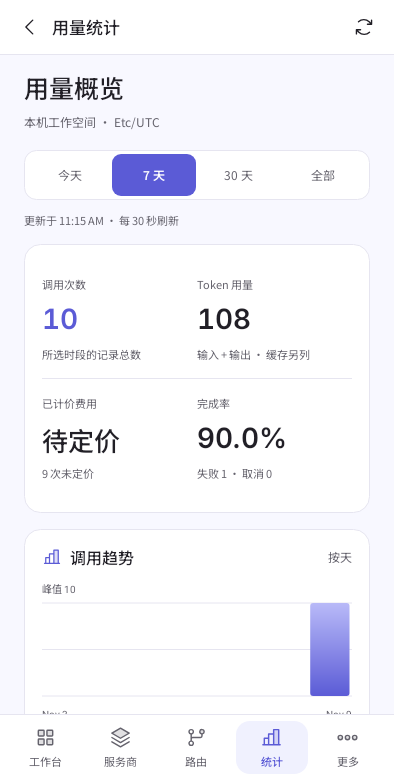 用量统计
用量概览
本机工作空间 · Etc/UTC
今天 7 天 30 天 全部
更新于 11:15 AM · 每 30 秒刷新
调用次数 Token 用量
10 108
所选时段的记录总数 输入 + 输出 · 缓存另列
已计价费用 完成率
待定价 90.0%
9 次未定价 失败 1 · 取消 0
调用趋势 按天
峰值 10
工作台 服务商 路由 统计 更多